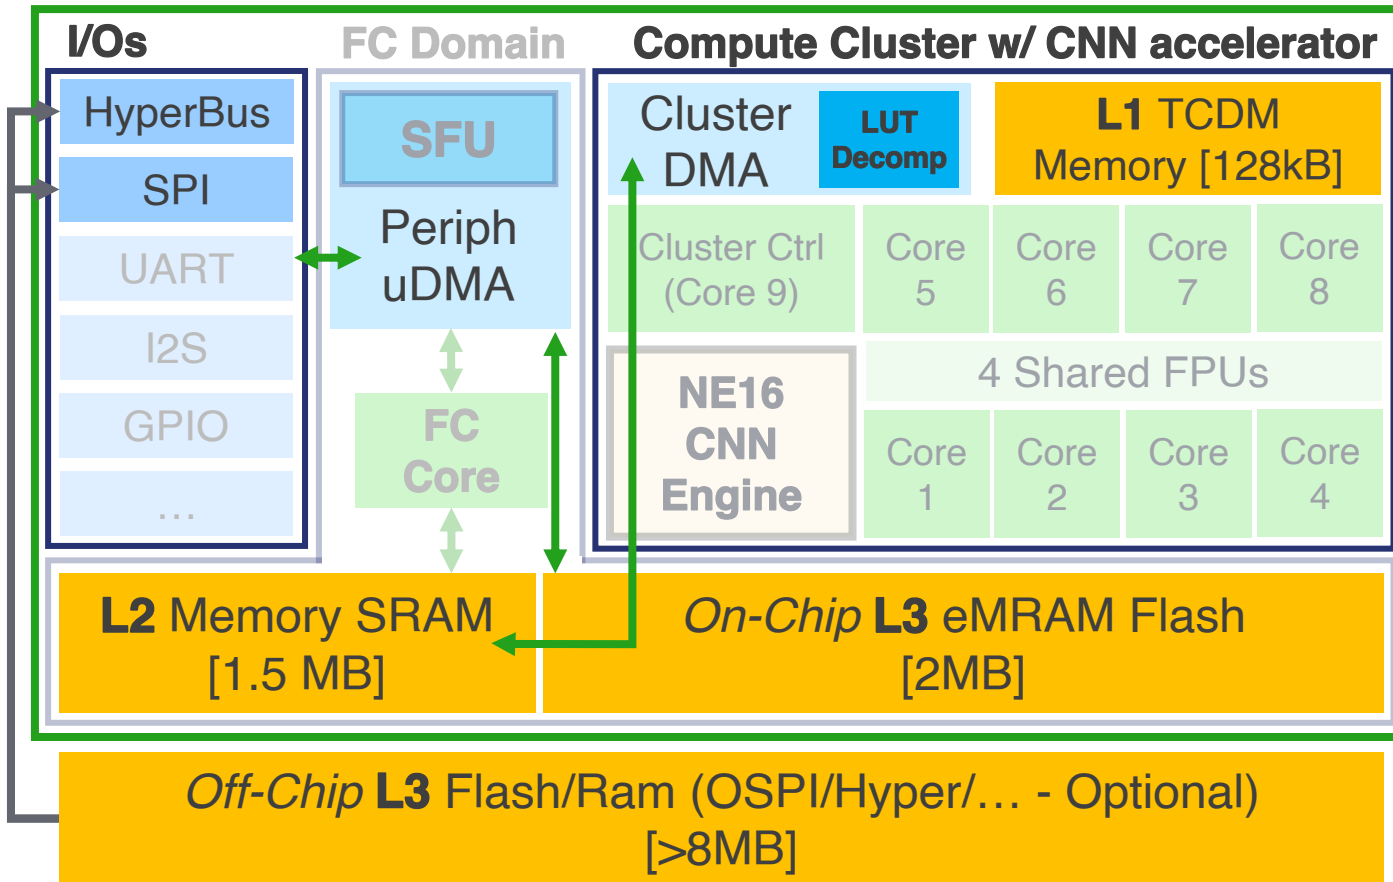 I/Os
FC Domain
Compute Cluster w/ CNN accelerator
HyperBus
SPI
UART
I2S
GPIO
...
SFU
Periph
uDMA
FC
Core
Cluster
DMA
LUT
Decomp
L1 TCDM
Memory [128kB]
Cluster Ctrl
(Core 9)
Core
5
Core
6
Core
7
Core
8
NE16
CNN
Engine
4 Shared FPUs
Core
1
Core
2
Core
3
Core
4
L2 Memory SRAM
[1.5 MB]
On-Chip L3 eMRAM Flash
[2MB]
Off-Chip L3 Flash/Ram (OSPI/Hyper/... - Optional)
[>8MB]